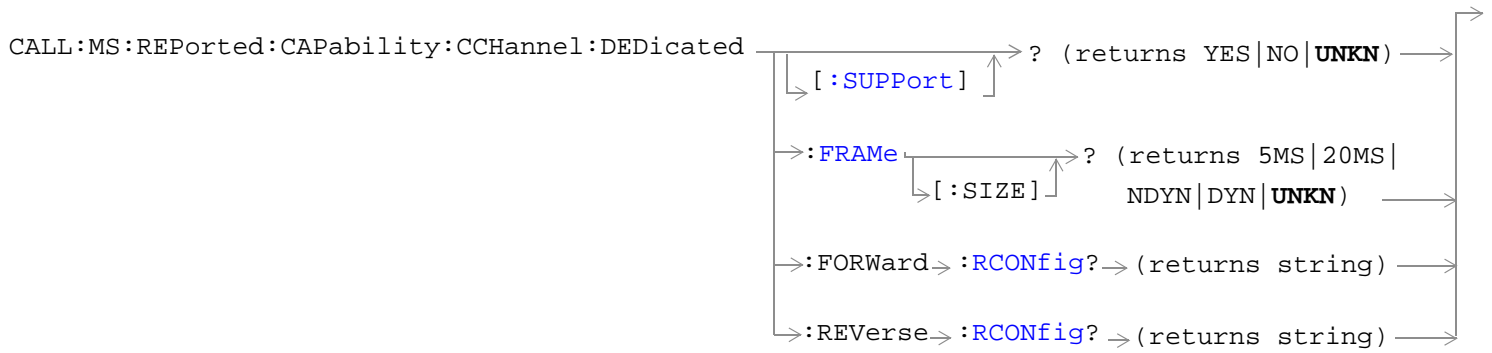 CALL:MS:REPorted:CAPability:CCHannel:DEDicated ? (returns YES|NO|UNKN)
[:SUPPort]
:FRAMe ? (returns 5MS|20MS|
[:SIZE] NDYN|DYN|UNKN)
:FORWard :RCONfig? (returns string)
:REVerse :RCONfig? (returns string)